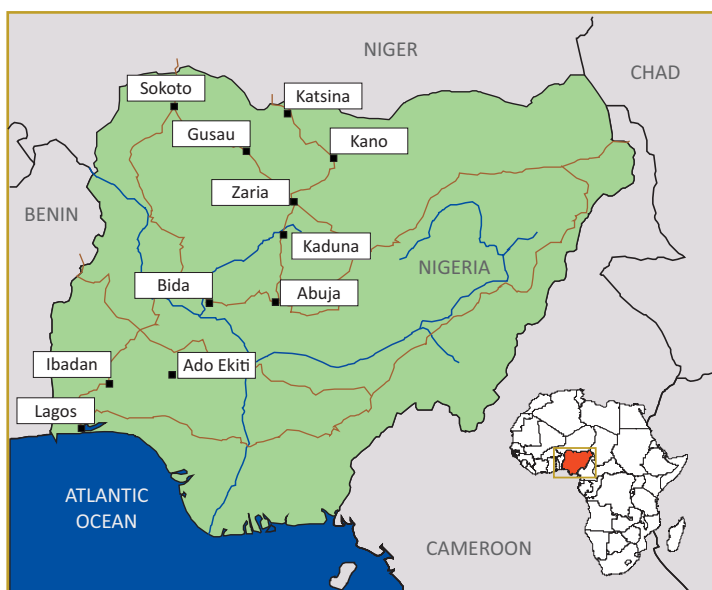 NIGER
CHAD
Sokoto
Katsina
Gusau
Kano
Zaria
BENIN
Kaduna
NIGERIA
Bida
Abuja
Ibadan
Ado Ekiti
Lagos
ATLANTIC
OCEAN
CAMEROON